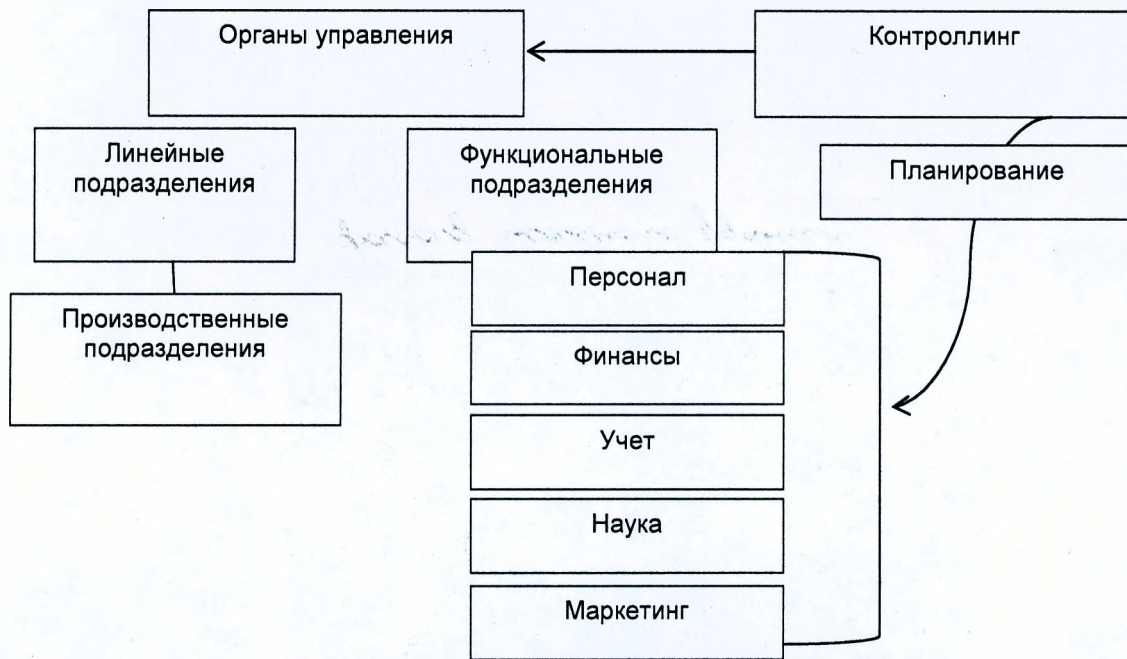 Органы управления
Контроллинг
Линейные
подразделения
Функциональные
подразделения
Планирование
Производственные
подразделения
Персонал
Финансы
Учет
Наука
Маркетинг